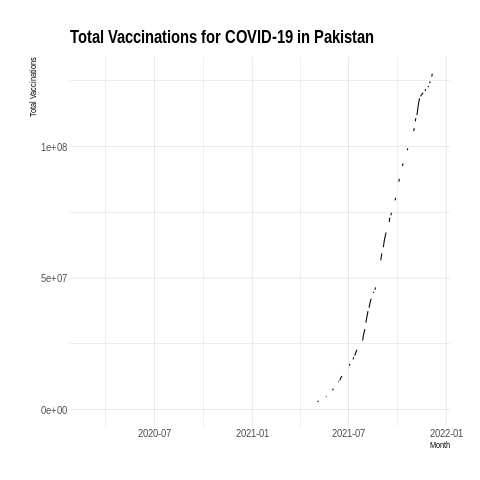 Total Vaccinations for COVID-19 in Pakistan
Total Vaccinations
1e+08
5e+07
0e+00
2020-07 2021-01 2021-07 2022-01
Month